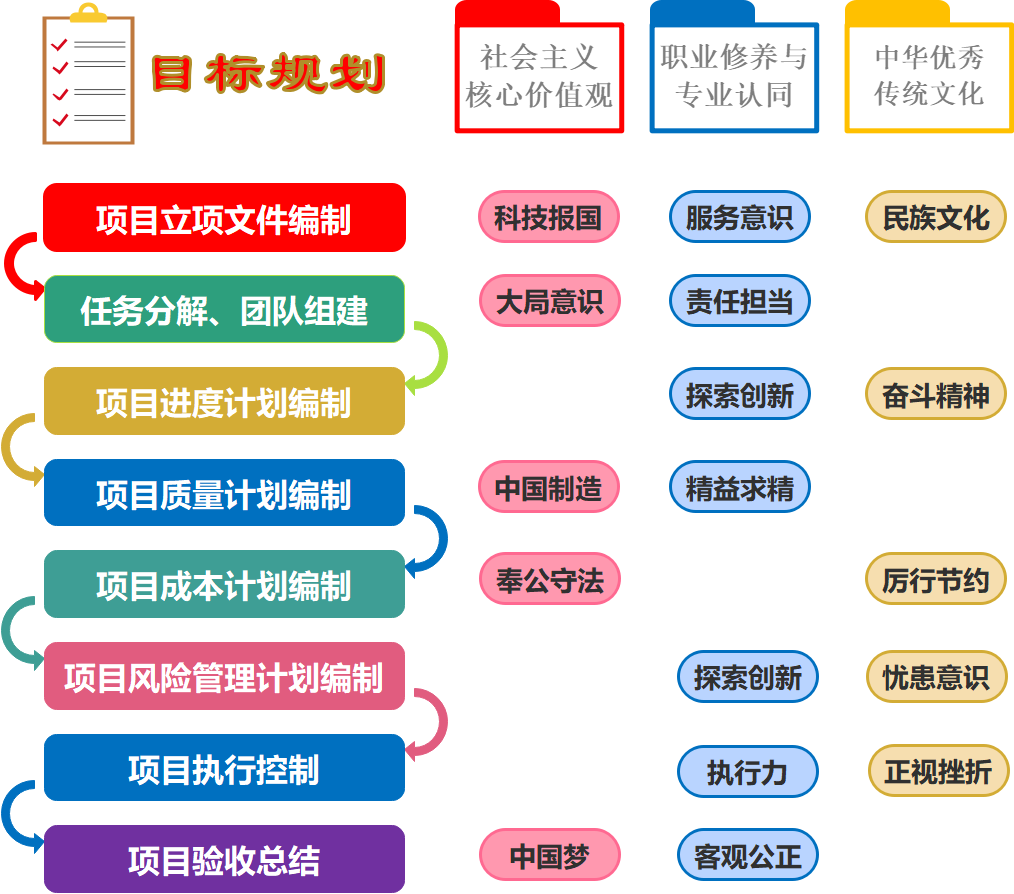 目标规划
社会主义
核心价值观
职业修养与
专业认同
中华优秀
传统文化
项目立项文件编制
科技报国
服务意识
民族文化
任务分解、团队组建
大局意识
责任担当
项目进度计划编制
探索创新
奋斗精神
项目质量计划编制
中国制造
精益求精
项目成本计划编制
奉公守法
厉行节约
项目风险管理计划编制
探索创新
忧患意识
项目执行控制
执行力
正视挫折
项目验收总结
中国梦
客观公正